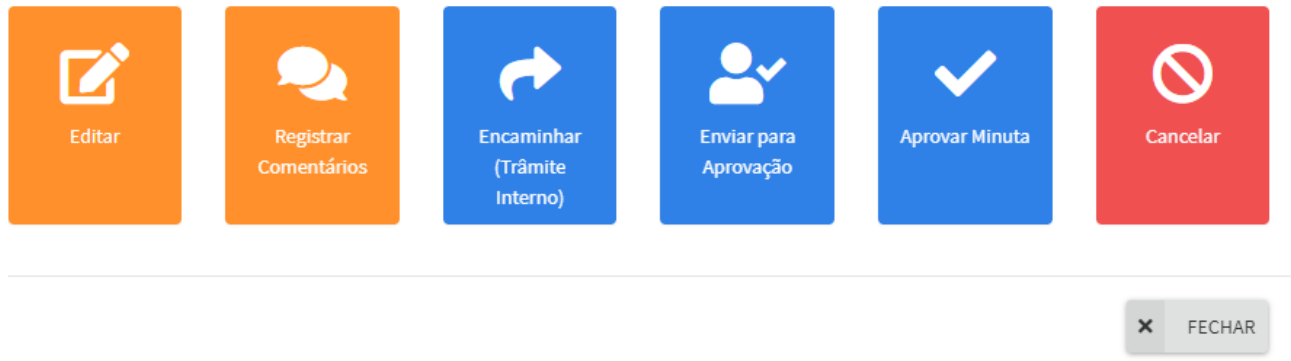 Editar
Registrar
Comentários
Encaminhar
(Trâmite
Interno)
Enviar para
Aprovação
Aprovar Minuta
Cancelar
FECHAR